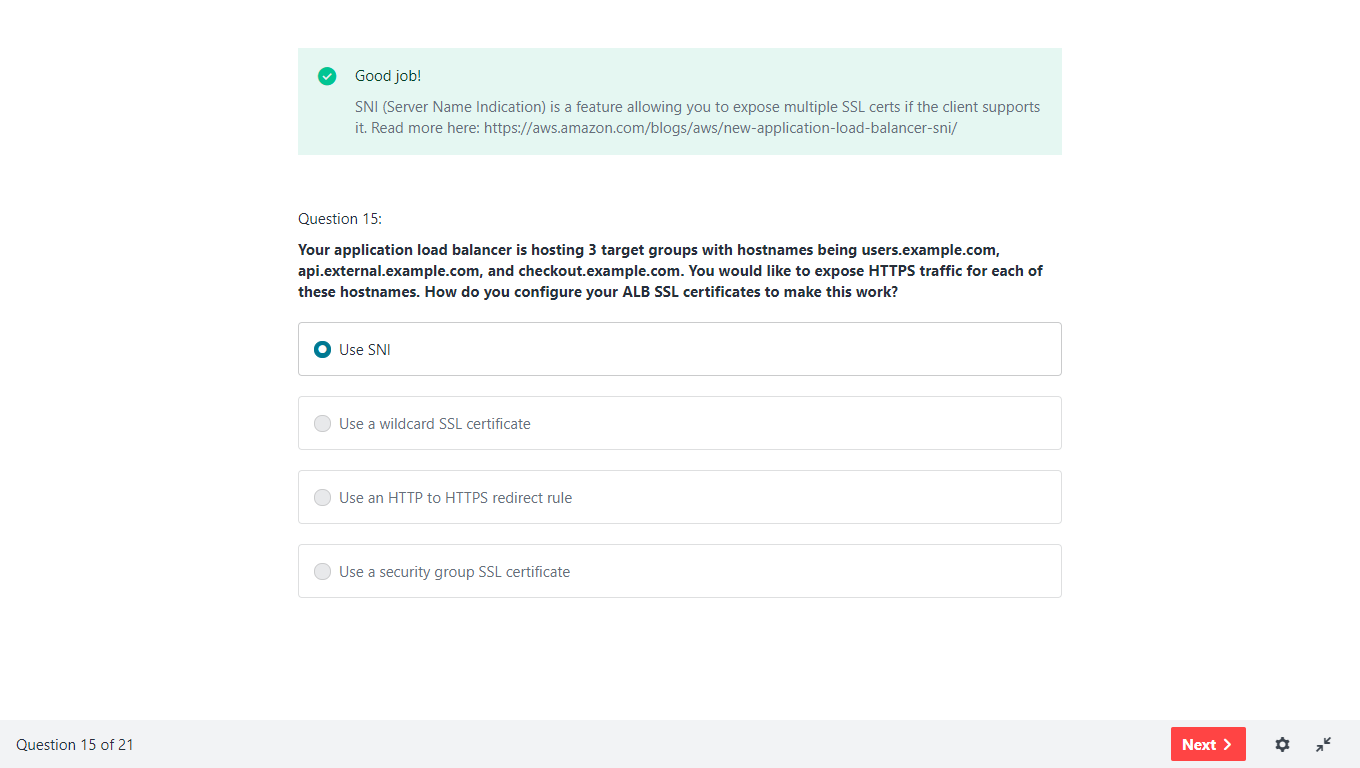 Good job!
SNI (Server Name Indication) is a feature allowing you to expose multiple SSL certs if the client supports
it. Read more here: https://aws.amazon.com/blogs/aws/new-application-load-balancer-sni/
Question 15:
Your application load balancer is hosting 3 target groups with hostnames being users.example.com,
api.external.example.com, and checkout.example.com. You would like to expose HTTPS traffic for each of
these hostnames. How do you configure your ALB SSL certificates to make this work?
Use SNI
Use a wildcard SSL certificate
Use an HTTP to HTTPS redirect rule
Use a security group SSL certificate
Question 15 of 21
Next